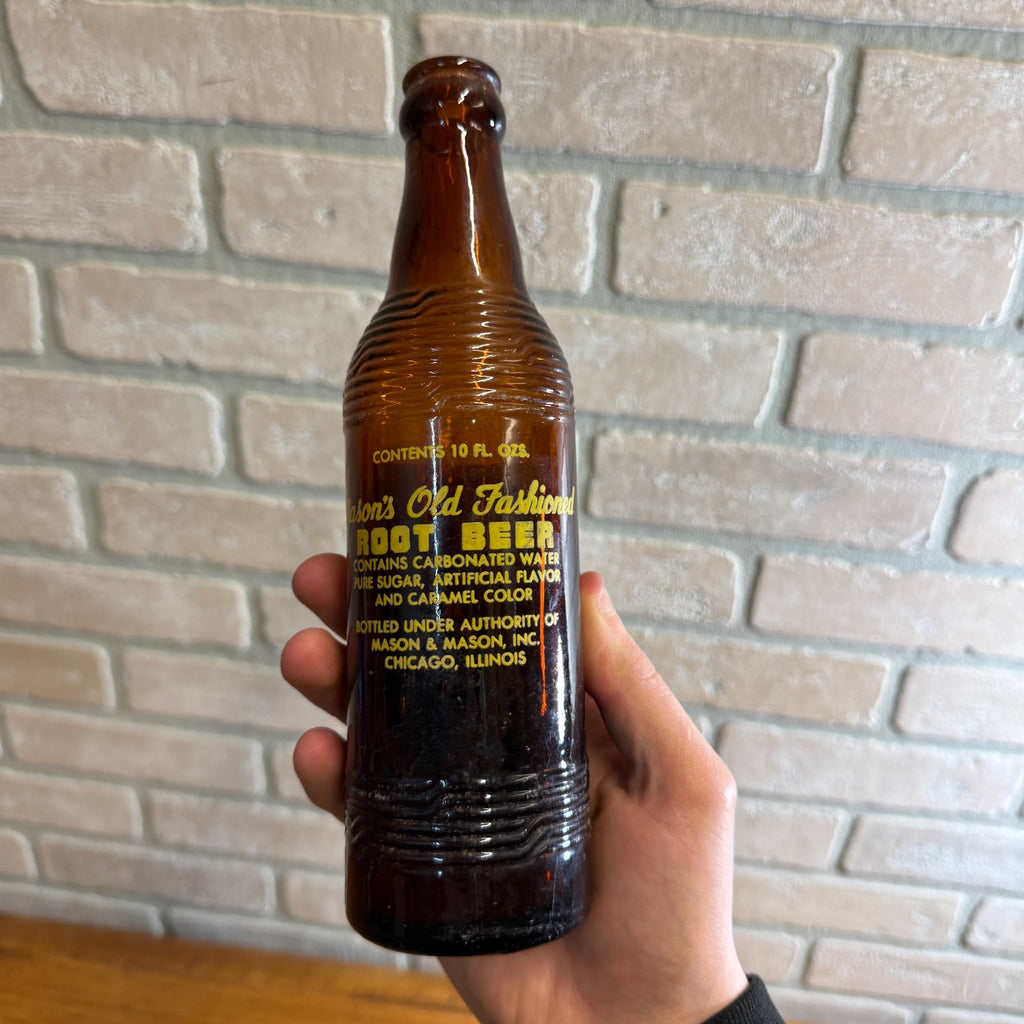 CONTENTS 10 FL. OZS.
ason's Old Fashioned
ROOT BEER
CONTAINS CARBONATED WATER
PURE SUGAR, ARTIFICIAL FLAVOR
AND CARAMEL COLOR
BOTTLED UNDER AUTHORITY OF
MASON & MASON, INC.
CHICAGO, ILLINOIS